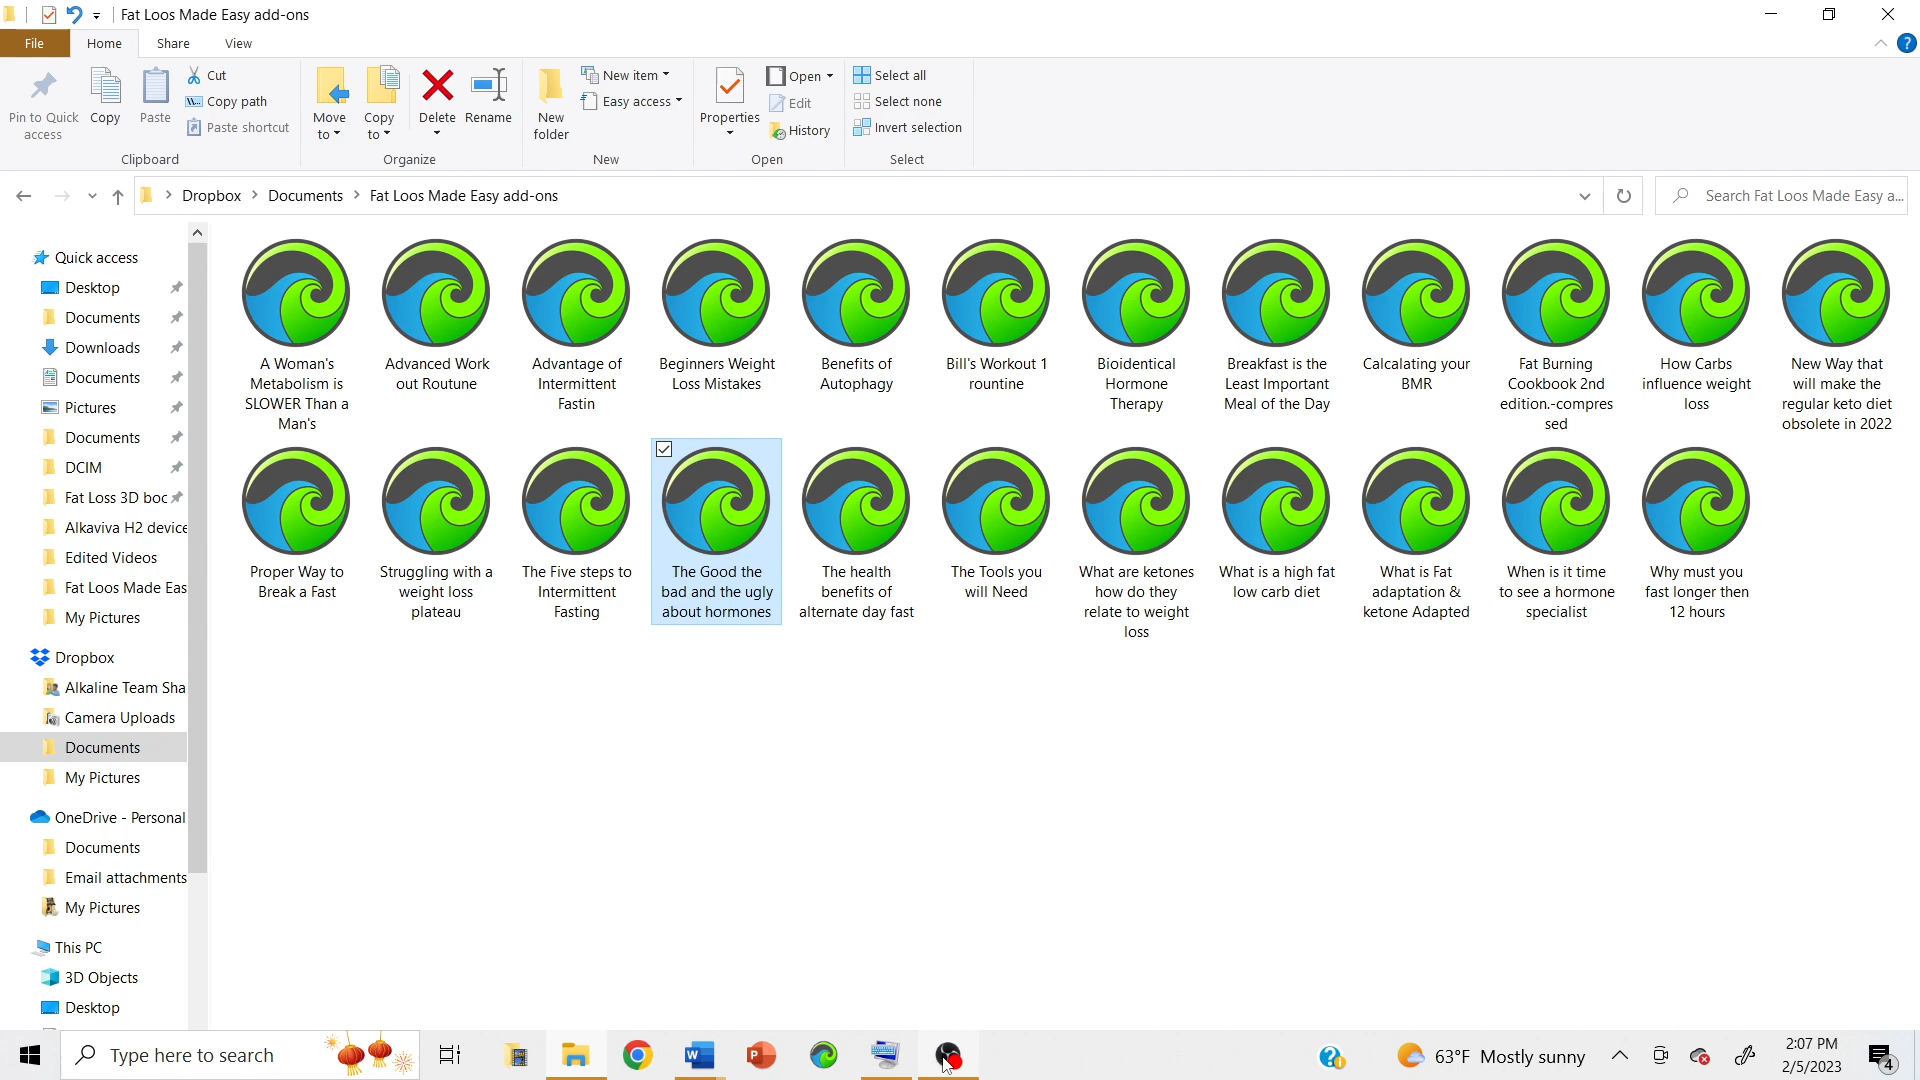 Fat Loos Made Easy add-ons
File
Home
Share
View
?
Pin to Quick
access
Copy
Paste
Cut
Copy path
Paste shortcut
Clipboard
Move
to
Copy
to
Delete
Rename
Organize
New
folder
New item
Easy access
New
Properties
Open
Edit
History
Open
Select all
Select none
Invert selection
Select
Dropbox
Documents
Fat Loos Made Easy add-ons
Search Fat Loos Made Easy a...
Quick access
Desktop
Documents
Downloads
Documents
Pictures
Documents
DCIM
Fat Loss 3D boc
Alkaviva H2 device
Edited Videos
Fat Loos Made Eas
My Pictures
Dropbox
Alkaline Team Sha
Camera Uploads
Documents
My Pictures
OneDrive - Personal
Documents
Email attachments
My Pictures
This PC
3D Objects
Desktop
A Woman's
Metabolism is
SLOWER Than a
Man's
Advanced Work
out Routune
Advantage of
Intermittent
Fastin
Beginners Weight
Loss Mistakes
Benefits of
Autophagy
Bill's Workout 1
rountine
Bioidentical
Hormone
Therapy
Breakfast is the
Least Important
Meal of the Day
Calcalating your
BMR
Fat Burning
Cookbook 2nd
edition.-compres
sed
How Carbs
influence weight
loss
New Way that
will make the
regular keto diet
obsolete in 2022
Proper Way to
Break a Fast
Struggling with a
weight loss
plateau
The Five steps to
Intermittent
Fasting
The Good the
bad and the ugly
about hormones
The health
benefits of
alternate day fast
The Tools you
will Need
What are ketones
how do they
relate to weight
loss
What is a high fat
low carb diet
What is Fat
adaptation &
ketone Adapted
When is it time
to see a hormone
specialist
Why must you
fast longer then
12 hours
Type here to search
W
P
?
63°F Mostly sunny
2:07 PM
2/5/2023
4